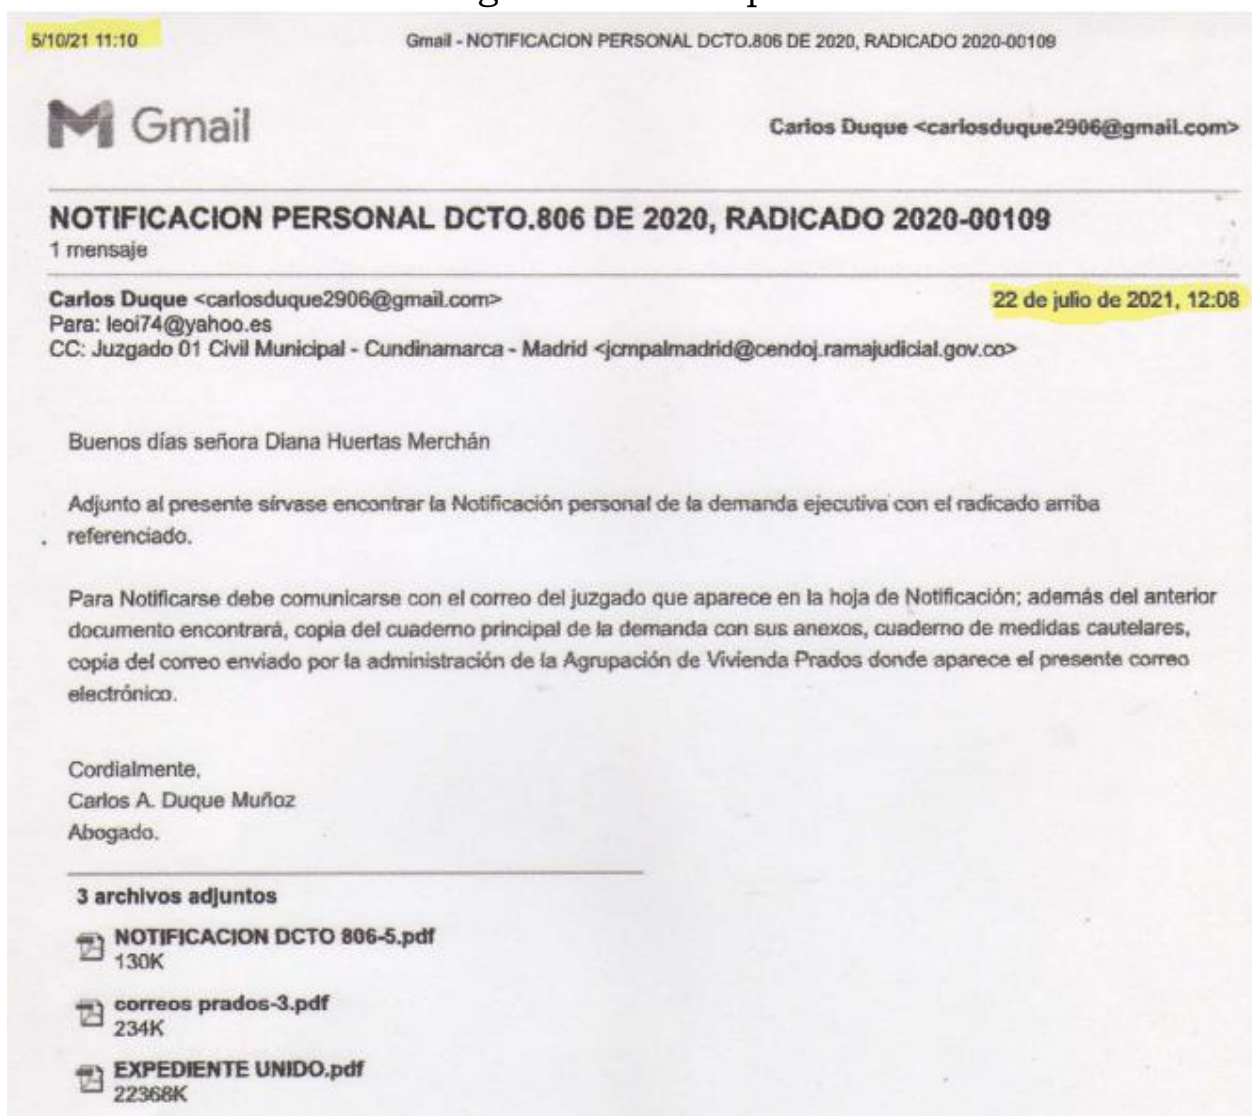 5/10/21 11:10
Gmail - NOTIFICACION PERSONAL DCTO.806 DE 2020, RADICADO 2020-00109
Gmail
Carlos Duque <carlosduque2906@gmail.com>
NOTIFICACION PERSONAL DCTO.806 DE 2020, RADICADO 2020-00109
1 mensaje
Carlos Duque <carlosduque2906@gmail.com>
22 de julio de 2021, 12:08
Para: leoi74@yahoo.es
CC: Juzgado 01 Civil Municipal - Cundinamarca - Madrid <jcmpalmadrid@cendoj.ramajudicial.gov.co>
Buenos días señora Diana Huertas Merchán
Adjunto al presente sírvase encontrar la Notificación personal de la demanda ejecutiva con el radicado arriba
referenciado.
Para Notificarse debe comunicarse con el correo del juzgado que aparece en la hoja de Notificación; además del anterior
documento encontrará, copia del cuaderno principal de la demanda con sus anexos, cuaderno de medidas cautelares,
copia del correo enviado por la administración de la Agrupación de Vivienda Prados donde aparece el presente correo
electrónico.
Cordialmente,
Carlos A. Duque Muñoz
Abogado.
3 archivos adjuntos
NOTIFICACION DCTO 806-5.pdf
130K
correos prados-3.pdf
234K
EXPEDIENTE UNIDO.pdf
22368K